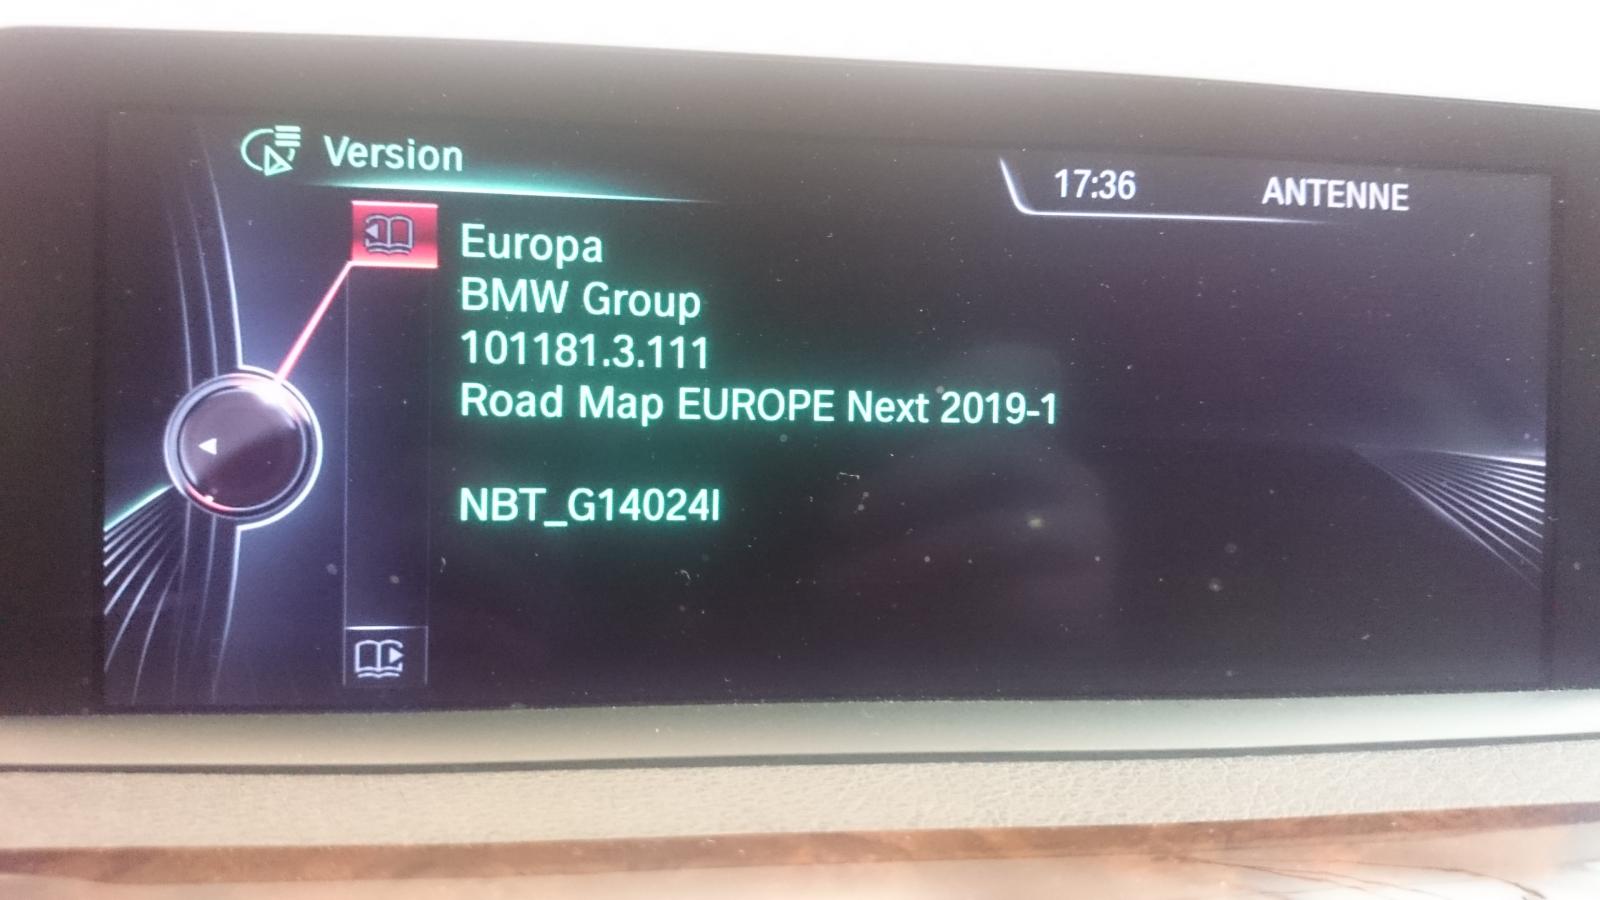 Version
17:36
ANTENNE
Europa
BMW Group
101181.3.111
Road Map EUROPE Next 2019-1
NBT_G14024I